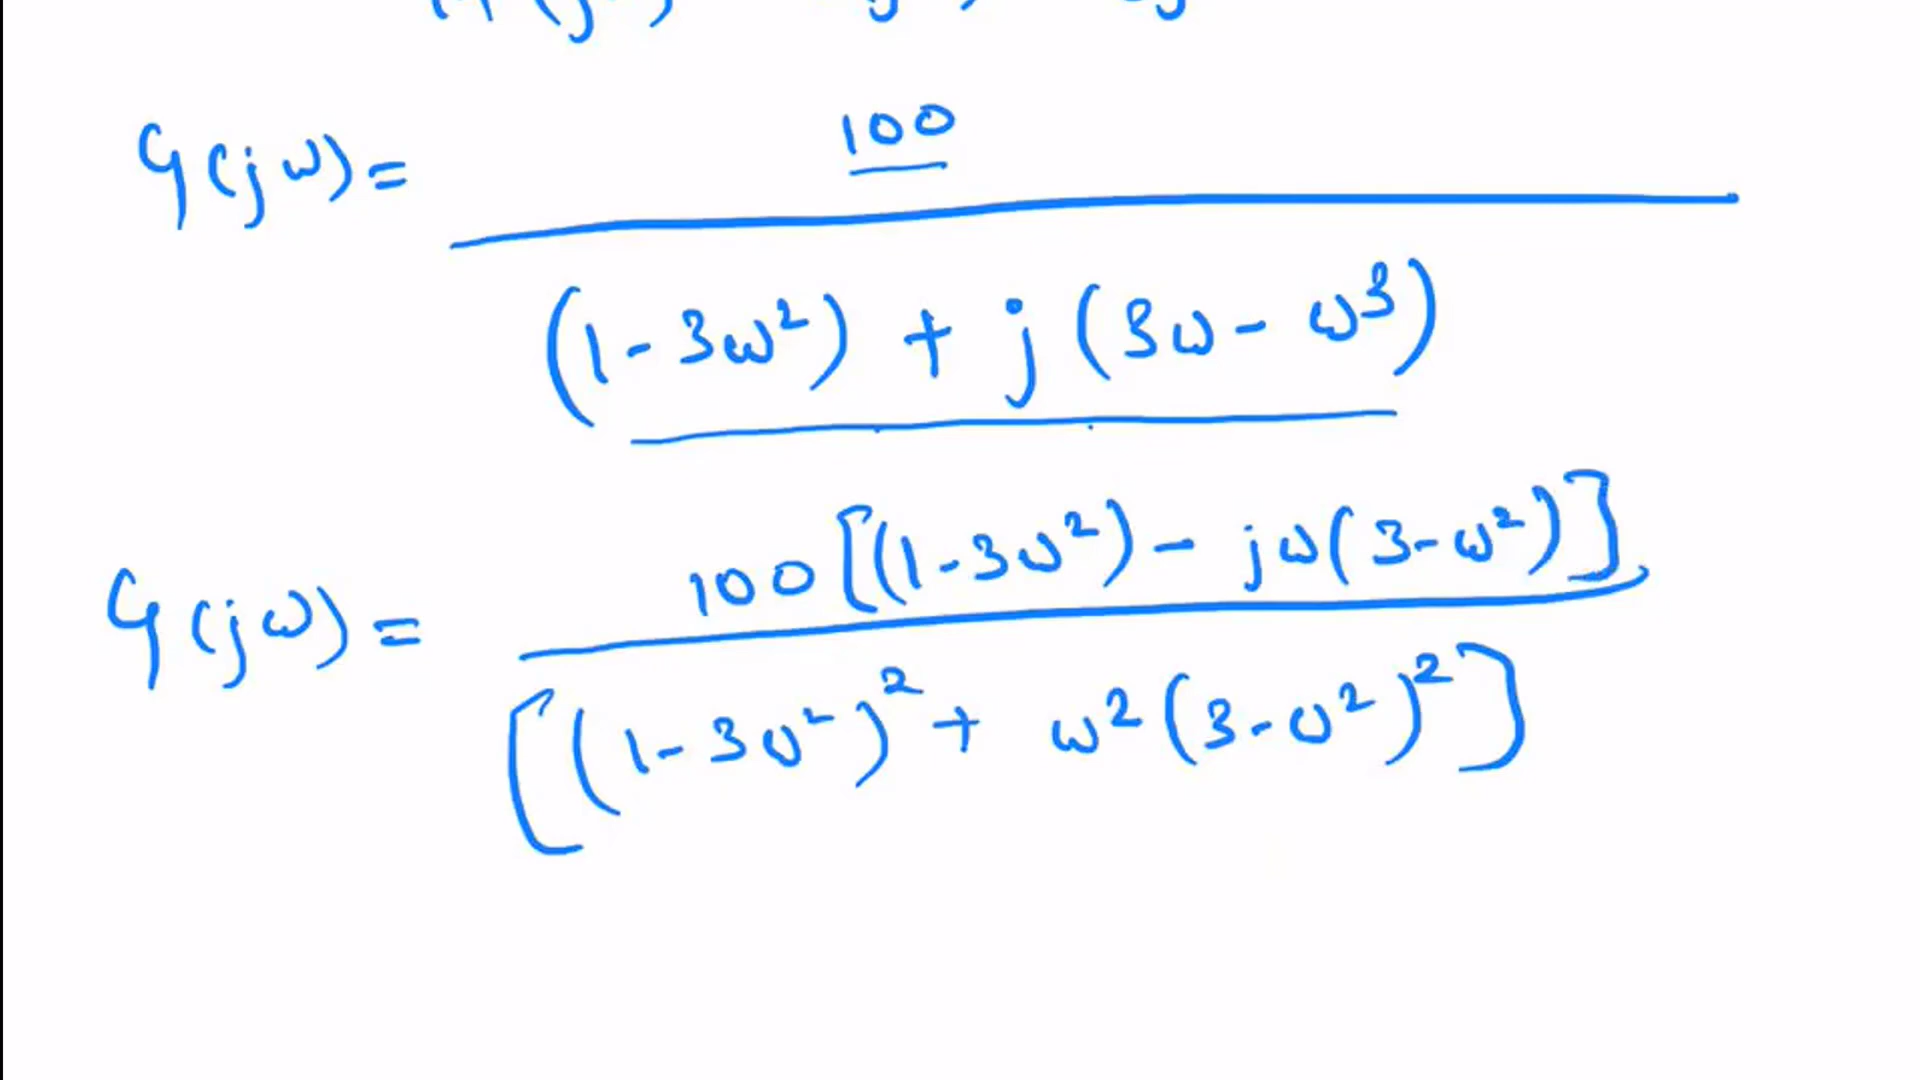 G(jω) = 100 / ((1-3ω²) + j(3ω-ω³))
G(jω) = 100[(1-3ω²) - jω(3-ω²)] / [(1-3ω²)² + ω²(3-ω²)²]